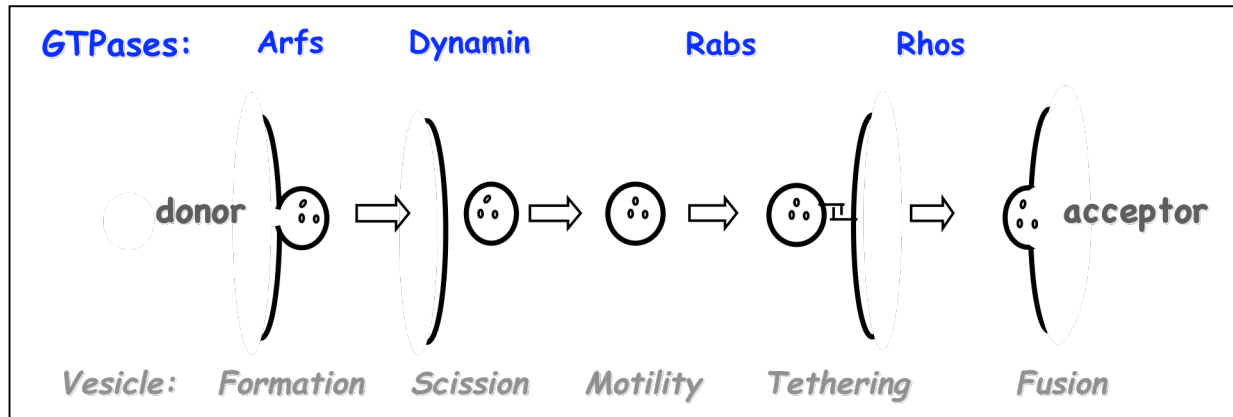 GTPases: Arfs Dynamin Rabs Rhos
donor acceptor
Vesicle: Formation Scission Motility Tethering Fusion